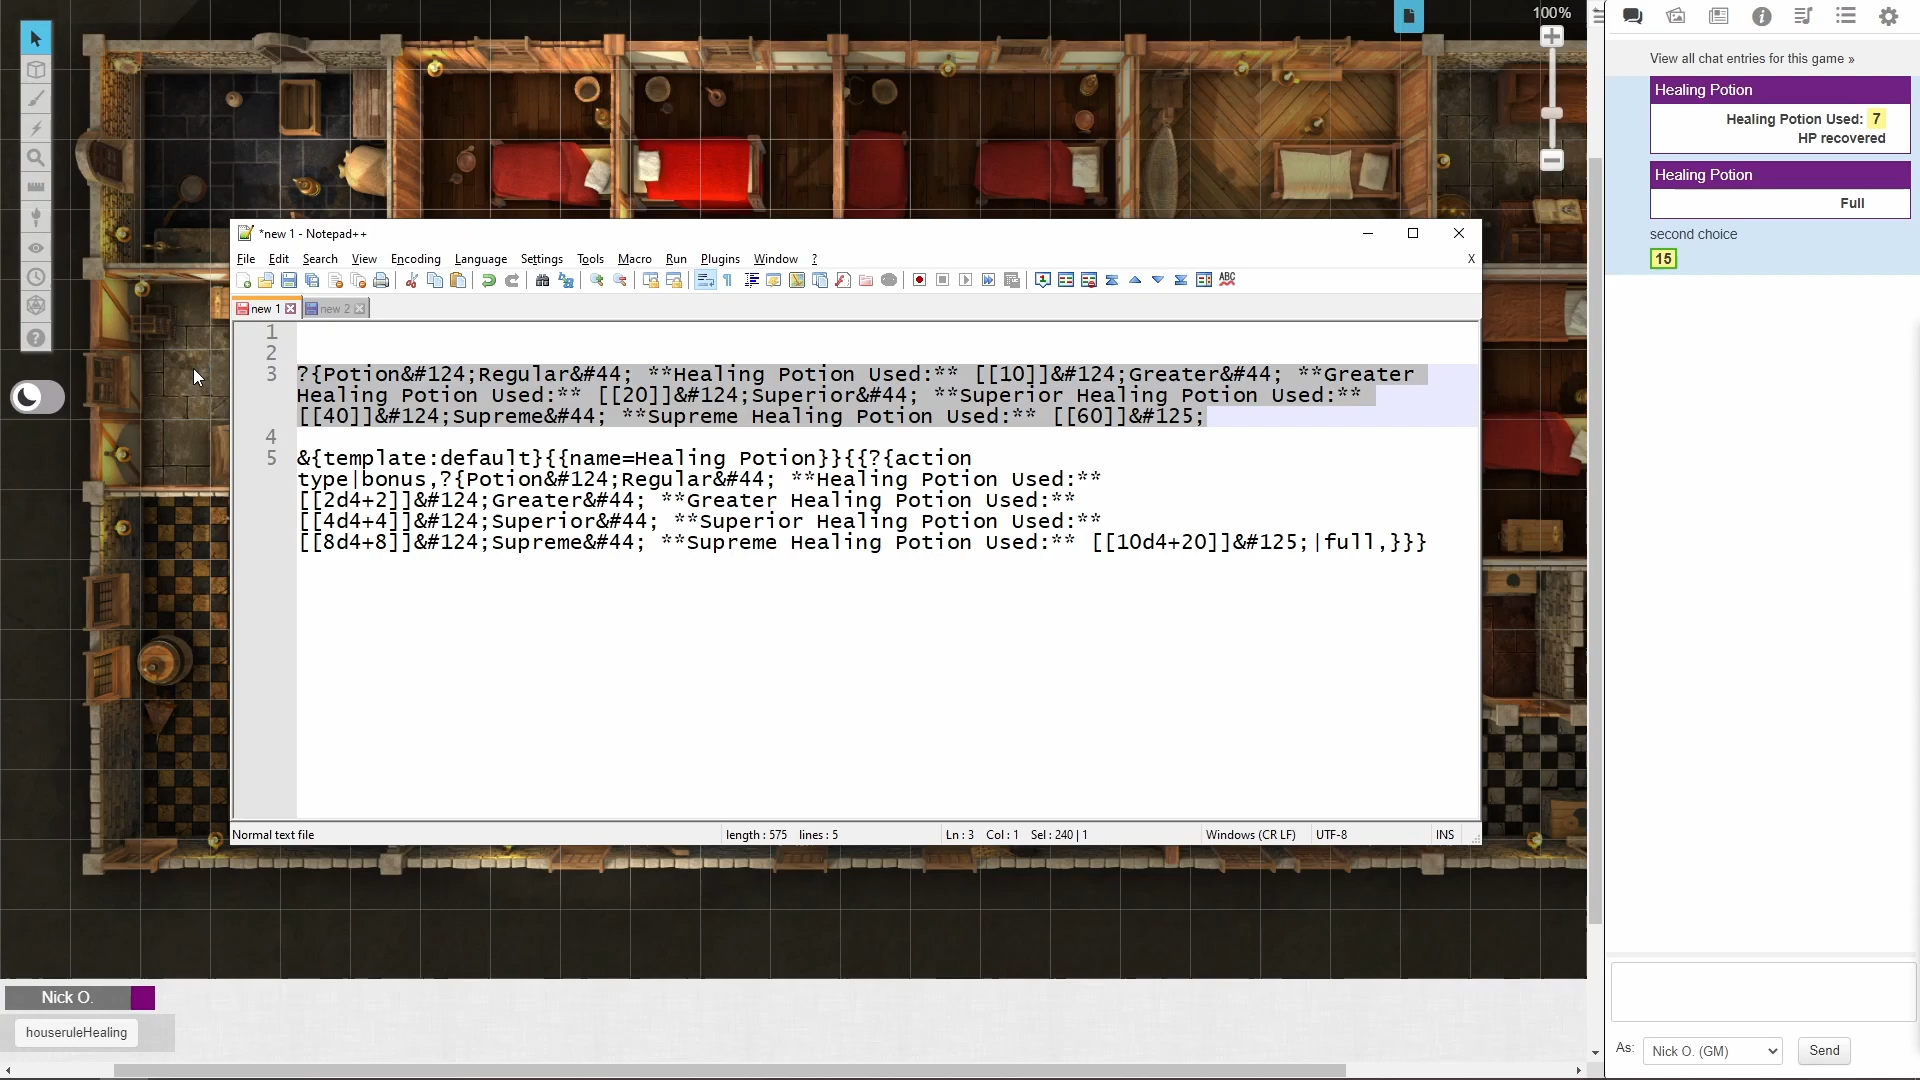 100%
View all chat entries for this game »
Healing Potion
Healing Potion Used: 7
HP recovered
Healing Potion
Full
second choice
15
*new 1 - Notepad++
File Edit Search View Encoding Language Settings Tools Macro Run Plugins Window ? X
new 1 new 2
1
2
3 ?{Potion&#124;Regular&#44; **Healing Potion Used:** [[10]]&#124;Greater&#44; **Greater
Healing Potion Used:** [[20]]&#124;Superior&#44; **Superior Healing Potion Used:**
[[40]]&#124;Supreme&#44; **Supreme Healing Potion Used:** [[60]]&#125;
4
5 &{template:default}{{name=Healing Potion}}{{?{action
type|bonus,?{Potion&#124;Regular&#44; **Healing Potion Used:**
[[2d4+2]]&#124;Greater&#44; **Greater Healing Potion Used:**
[[4d4+4]]&#124;Superior&#44; **Superior Healing Potion Used:**
[[8d4+8]]&#124;Supreme&#44; **Supreme Healing Potion Used:** [[10d4+20]]&#125;|full,}}}
Normal text file length : 575 lines : 5 Ln : 3 Col : 1 Sel : 240 | 1 Windows (CR LF) UTF-8 INS
Nick O.
houseruleHealing
As: Nick O. (GM) Send